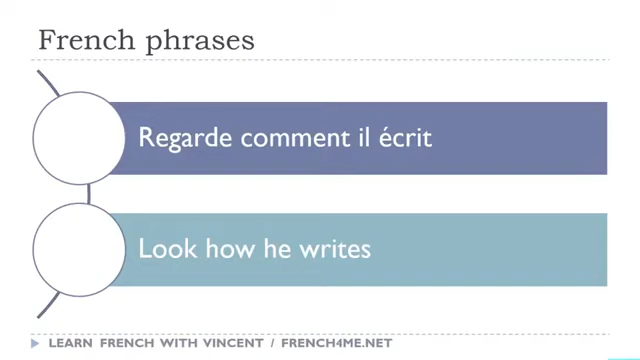 French phrases
Regarde comment il écrit
Look how he writes
LEARN FRENCH WITH VINCENT / FRENCH4ME.NET